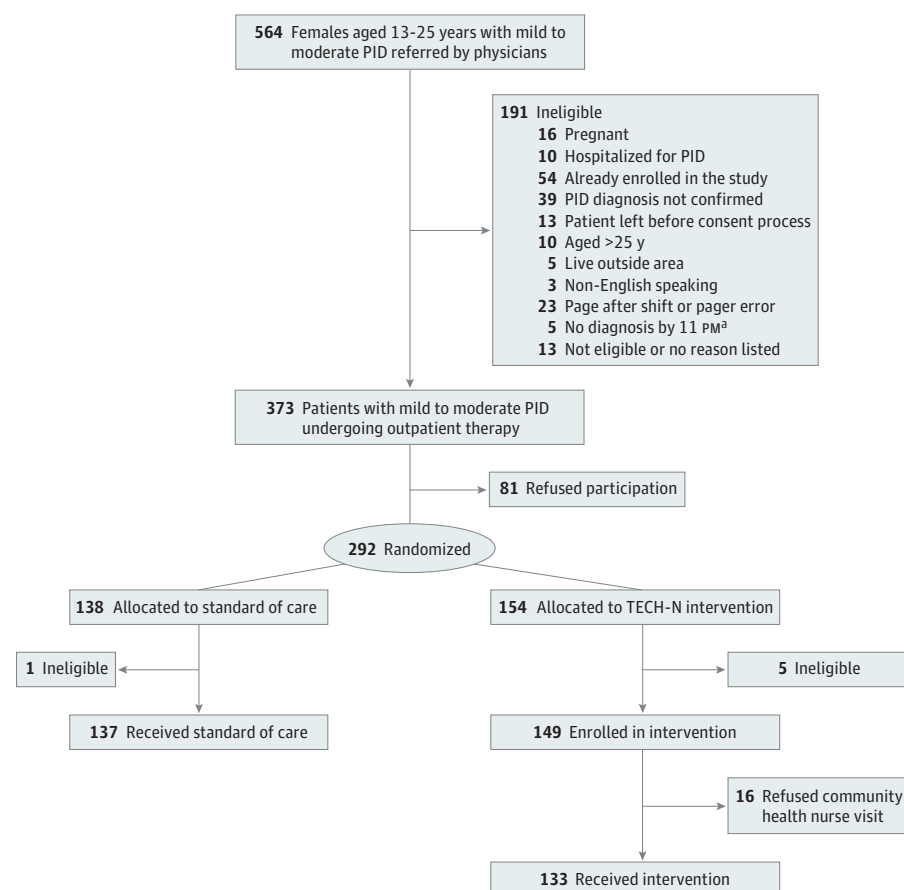 564 Females aged 13-25 years with mild to
moderate PID referred by physicians
191 Ineligible
16 Pregnant
10 Hospitalized for PID
54 Already enrolled in the study
39 PID diagnosis not confirmed
13 Patient left before consent process
10 Aged >25 y
5 Live outside area
3 Non-English speaking
23 Page after shift or pager error
5 No diagnosis by 11 PMa
13 Not eligible or no reason listed
373 Patients with mild to moderate PID
undergoing outpatient therapy
81 Refused participation
292 Randomized
138 Allocated to standard of care
154 Allocated to TECH-N intervention
1 Ineligible
5 Ineligible
137 Received standard of care
149 Enrolled in intervention
16 Refused community
health nurse visit
133 Received intervention